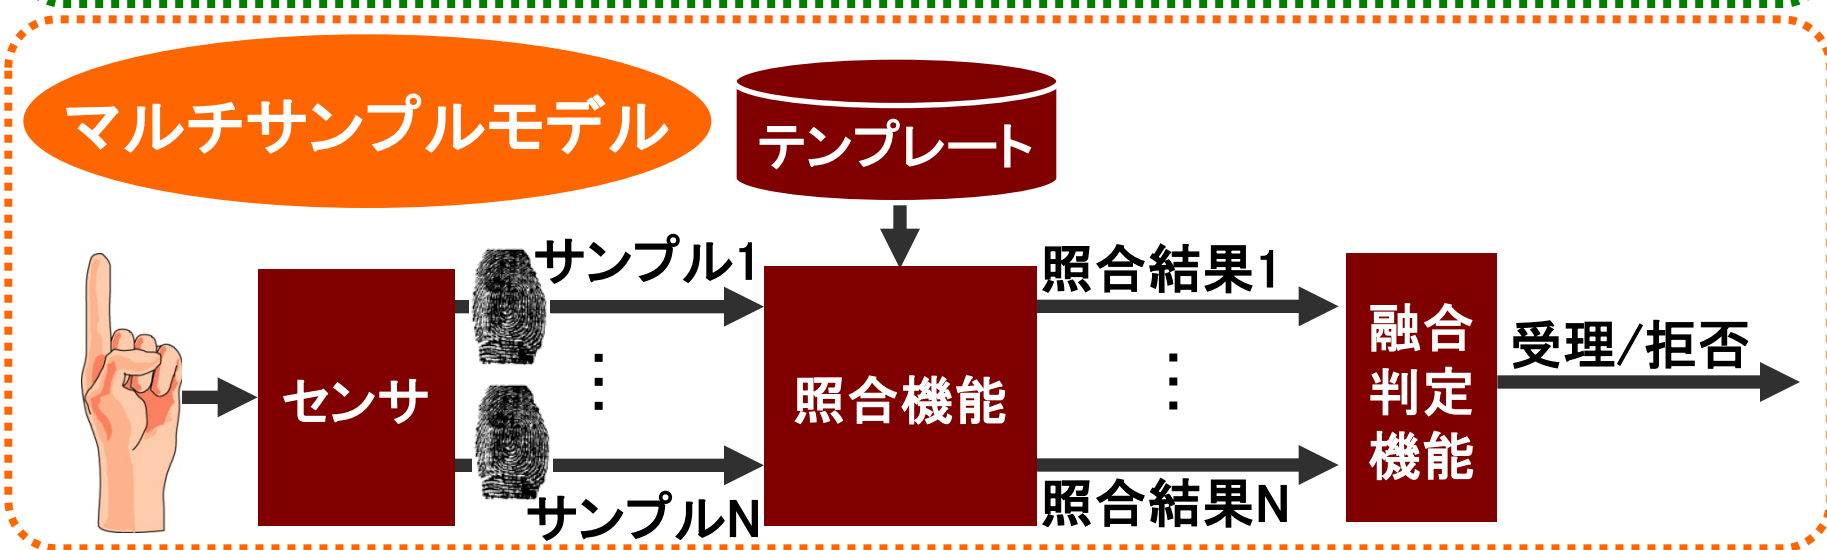 マルチサンプルモデル
テンプレート
サンプル1
照合結果1
センサ
照合機能
融合
判定
機能
受理/拒否
サンプルN
照合結果N